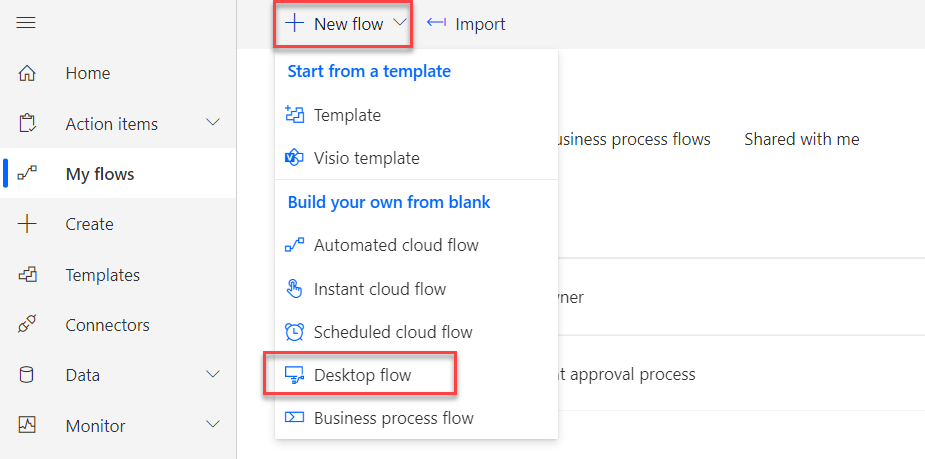 New flow
Import
Home
Action items
My flows
Create
Templates
Connectors
Data
Monitor
Start from a template
Template
Visio template
Build your own from blank
Automated cloud flow
Instant cloud flow
Scheduled cloud flow
Desktop flow
Business process flow
process flows
Shared with me
approval process